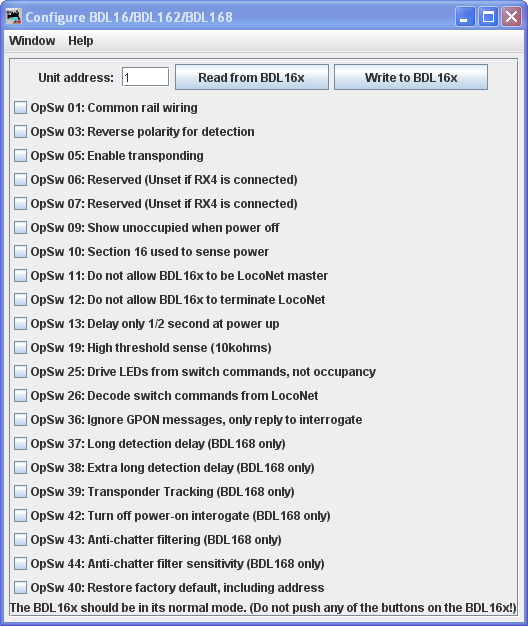 Configure BDL16/BDL162/BDL168
Window Help
Unit address: 1 Read from BDL16x Write to BDL16x
OpSw 01: Common rail wiring
OpSw 03: Reverse polarity for detection
OpSw 05: Enable transponding
OpSw 06: Reserved (Unset if RX4 is connected)
OpSw 07: Reserved (Unset if RX4 is connected)
OpSw 09: Show unoccupied when power off
OpSw 10: Section 16 used to sense power
OpSw 11: Do not allow BDL16x to be LocoNet master
OpSw 12: Do not allow BDL16x to terminate LocoNet
OpSw 13: Delay only 1/2 second at power up
OpSw 19: High threshold sense (10kohms)
OpSw 25: Drive LEDs from switch commands, not occupancy
OpSw 26: Decode switch commands from LocoNet
OpSw 36: Ignore GPON messages, only reply to interrogate
OpSw 37: Long detection delay (BDL168 only)
OpSw 38: Extra long detection delay (BDL168 only)
OpSw 39: Transponder Tracking (BDL168 only)
OpSw 42: Turn off power-on interogate (BDL168 only)
OpSw 43: Anti-chatter filtering (BDL168 only)
OpSw 44: Anti-chatter filter sensitivity (BDL168 only)
OpSw 40: Restore factory default, including address
The BDL16x should be in its normal mode. (Do not push any of the buttons on the BDL16x!)